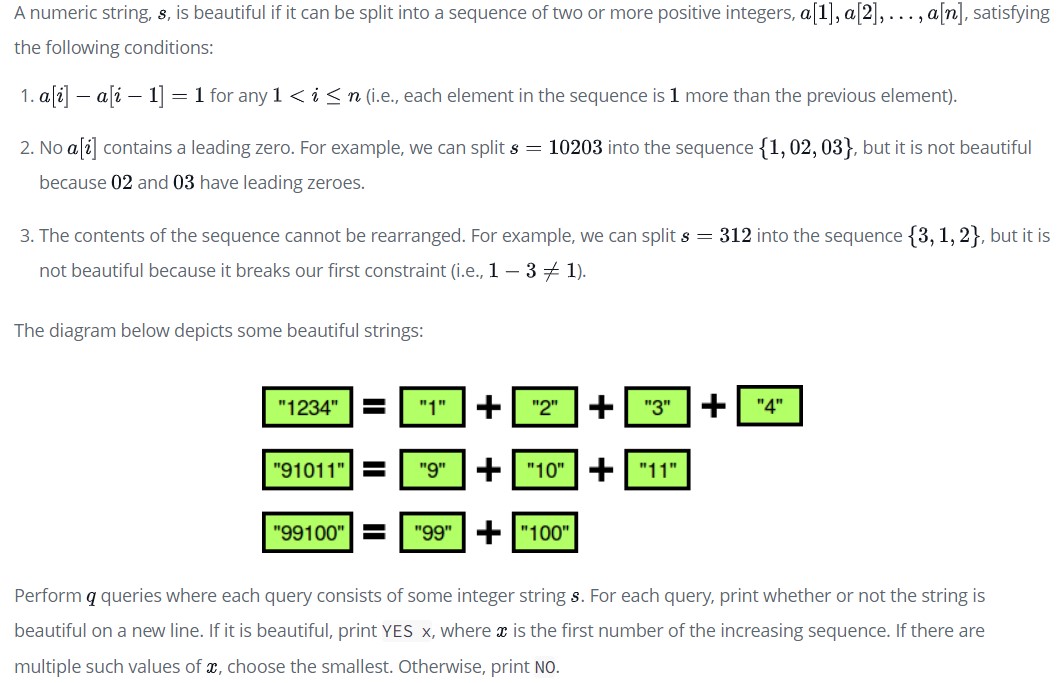 A numeric string, s, is beautiful if it can be split into a sequence of two or more positive integers, a[1], a[2], . . . , a[n], satisfying
the following conditions:
1. a[i] − a[i − 1] = 1 for any 1 < i ≤ n (i.e., each element in the sequence is 1 more than the previous element).
2. No a[i] contains a leading zero. For example, we can split s = 10203 into the sequence {1, 02, 03}, but it is not beautiful
because 02 and 03 have leading zeroes.
3. The contents of the sequence cannot be rearranged. For example, we can split s = 312 into the sequence {3, 1, 2}, but it is
not beautiful because it breaks our first constraint (i.e., 1 − 3 ≠ 1).
The diagram below depicts some beautiful strings:
"1234" = "1" + "2" + "3" + "4"
"91011" = "9" + "10" + "11"
"99100" = "99" + "100"
Perform q queries where each query consists of some integer string s. For each query, print whether or not the string is
beautiful on a new line. If it is beautiful, print YES x, where x is the first number of the increasing sequence. If there are
multiple such values of x, choose the smallest. Otherwise, print NO.